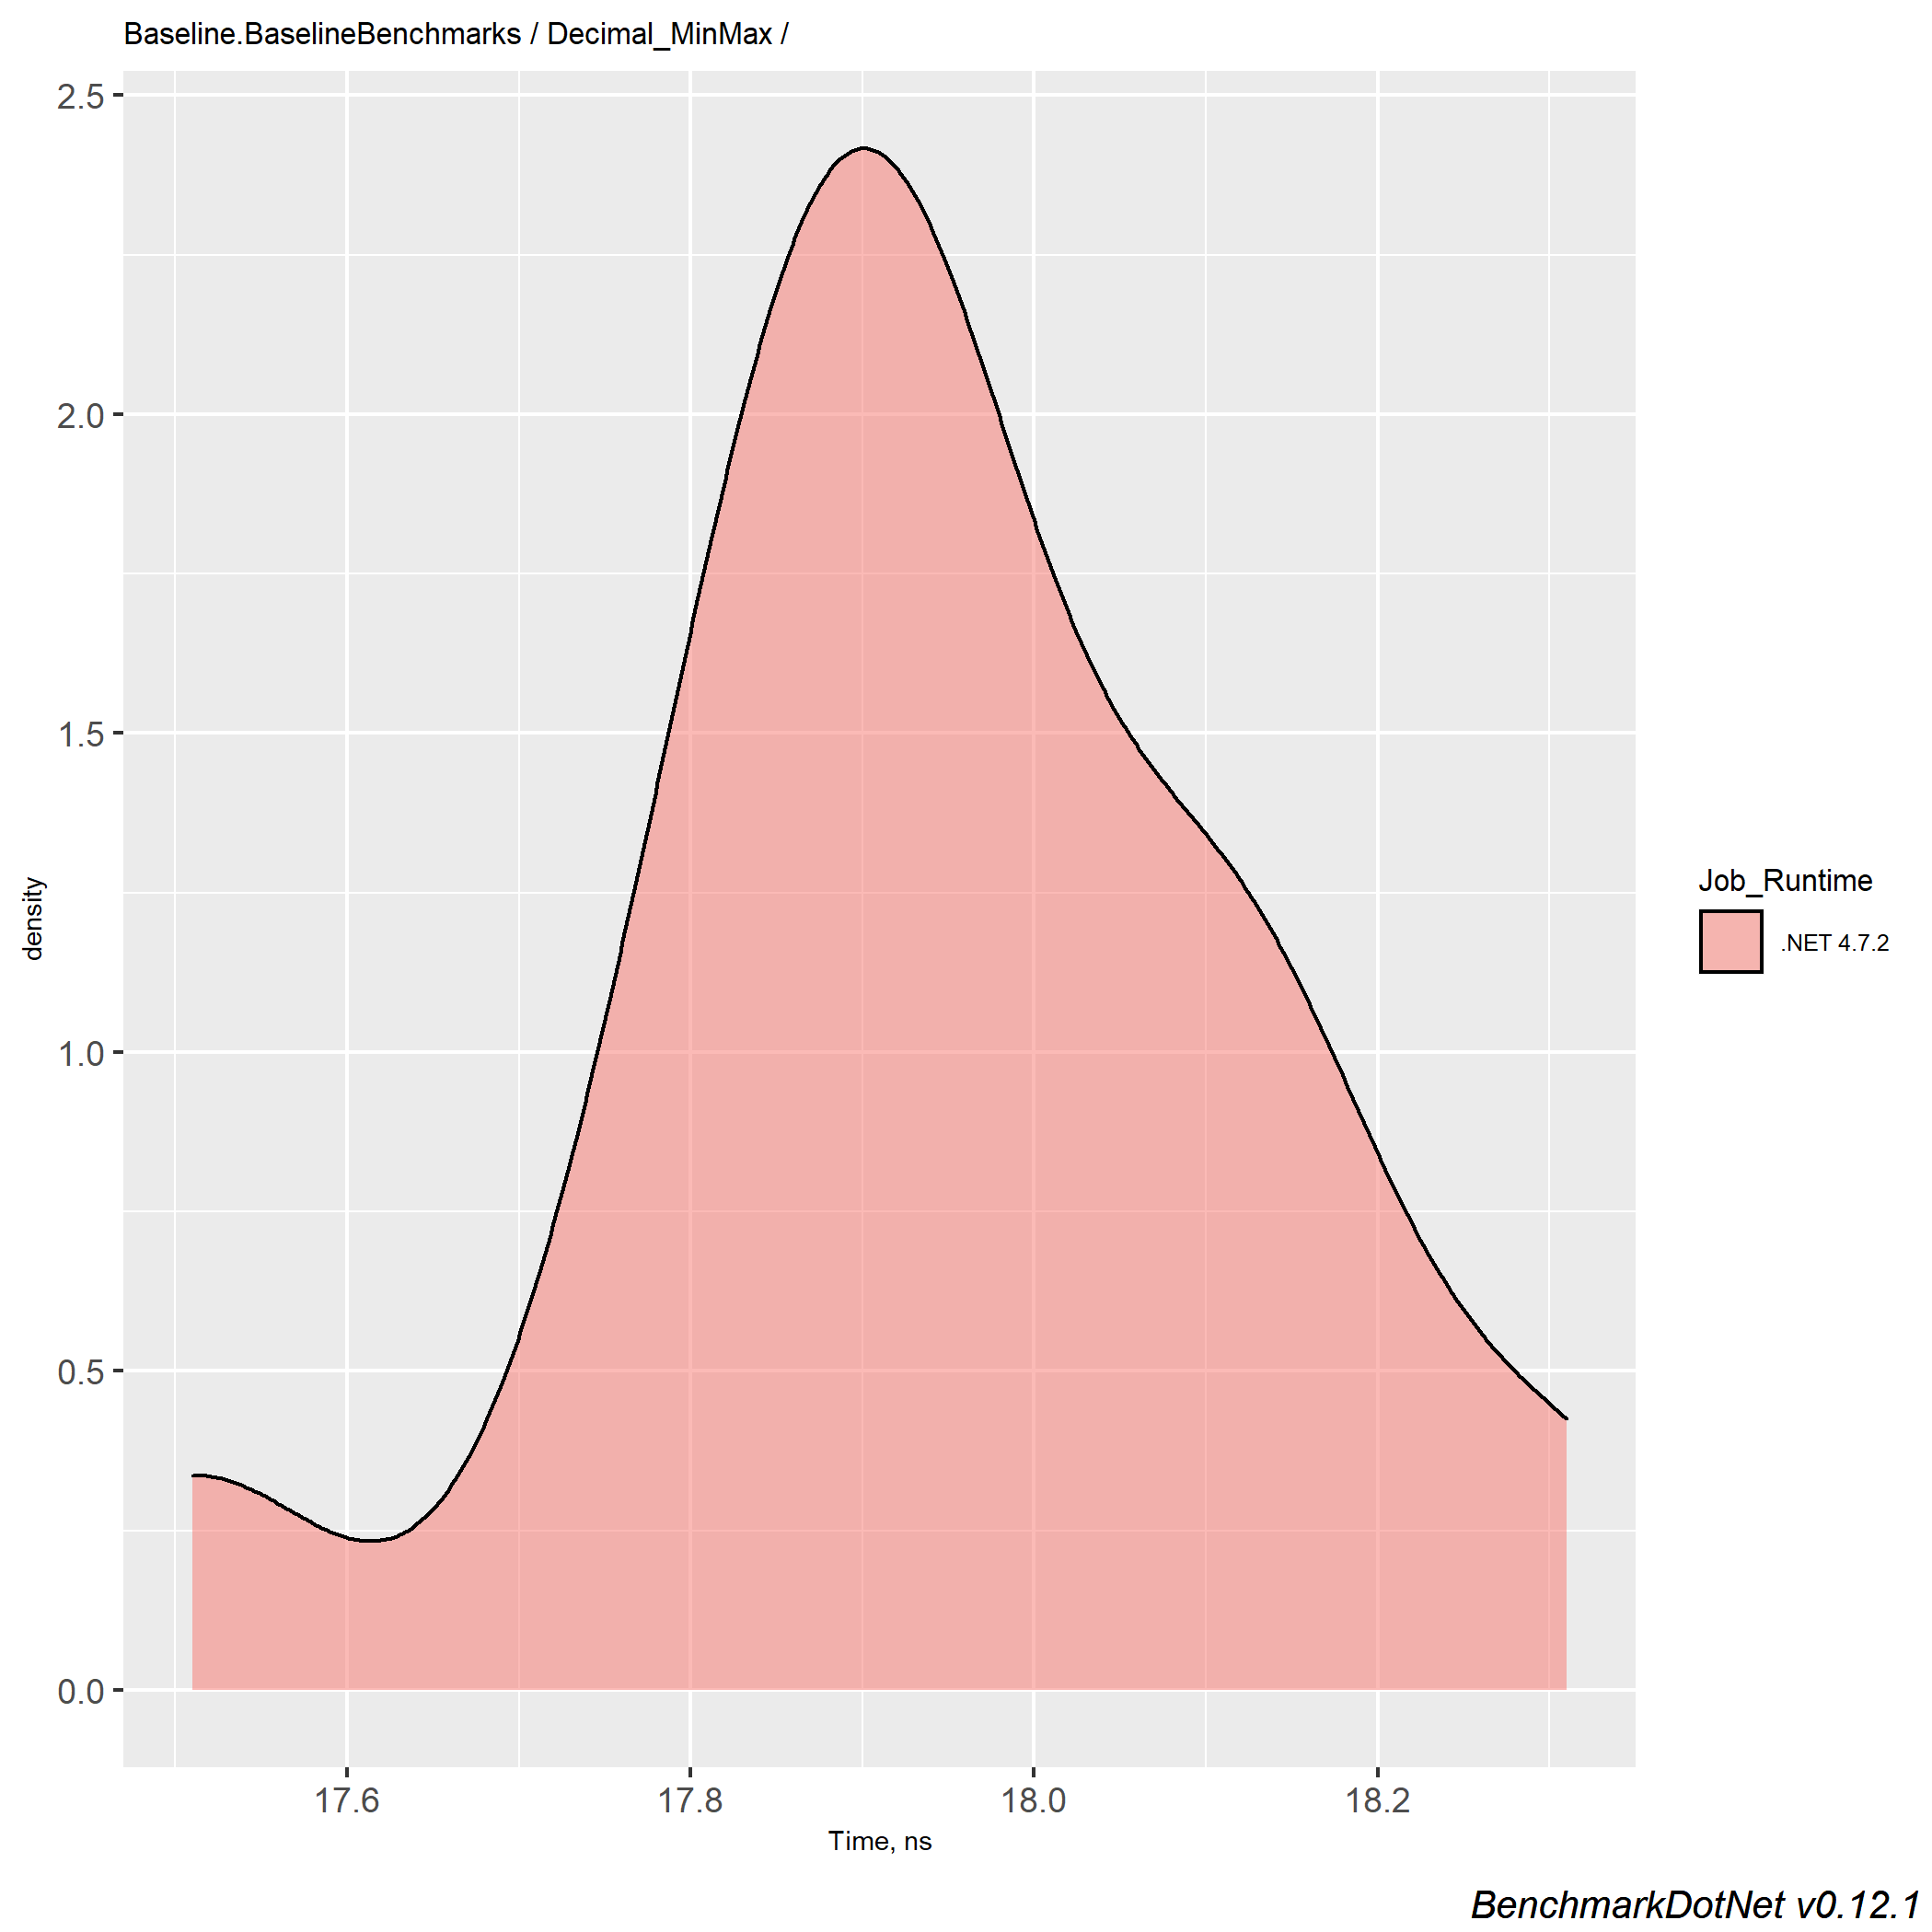 Baseline.BaselineBenchmarks / Decimal_MinMax /
2.5
2.0
1.5
1.0
0.5
0.0
density
17.6 17.8 18.0 18.2
Time, ns
Job_Runtime
.NET 4.7.2
BenchmarkDotNet v0.12.1